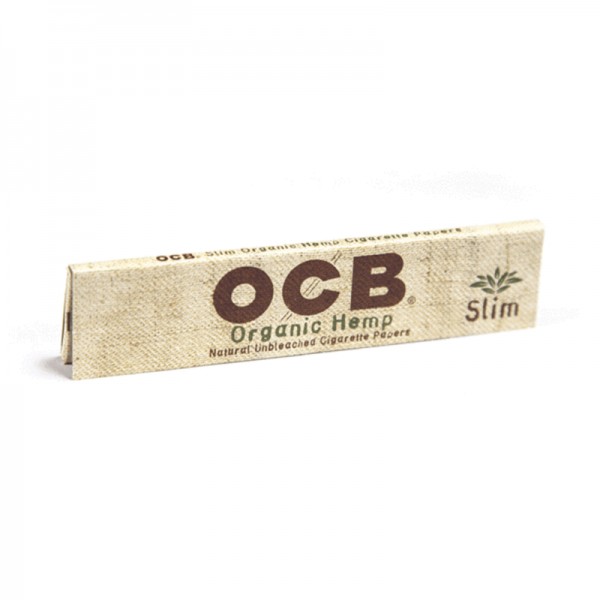 OCB Slim Organic Hemp Cigarette Papers
OCB®
Organic Hemp
Natural Unbleached Cigarette Papers
Slim